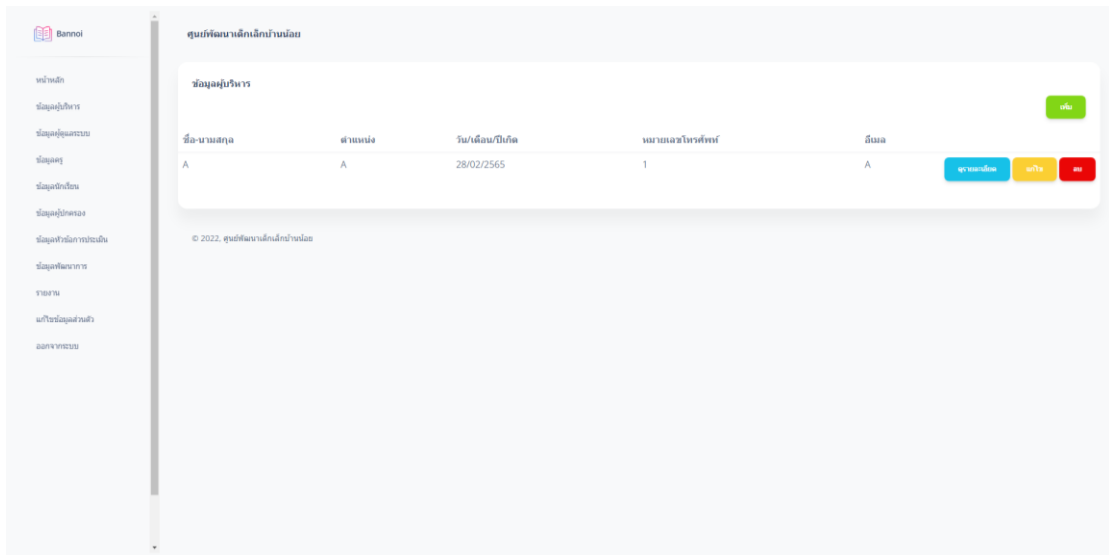 Bannoi
หน้าหลัก
ข้อมูลผู้บริหาร
ข้อมูลผู้ดูแลระบบ
ข้อมูลครู
ข้อมูลนักเรียน
ข้อมูลผู้ปกครอง
ข้อมูลหัวข้อการประเมิน
ข้อมูลพัฒนาการ
รายงาน
แก้ไขข้อมูลส่วนตัว
ออกจากระบบ
ศูนย์พัฒนาเด็กเล็กบ้านน้อย
ข้อมูลผู้บริหาร
เพิ่ม
ชื่อ-นามสกุล ตำแหน่ง วัน/เดือน/ปีเกิด หมายเลขโทรศัพท์ อีเมล
A A 28/02/2565 1 A ดูรายละเอียด แก้ไข ลบ
© 2022, ศูนย์พัฒนาเด็กเล็กบ้านน้อย